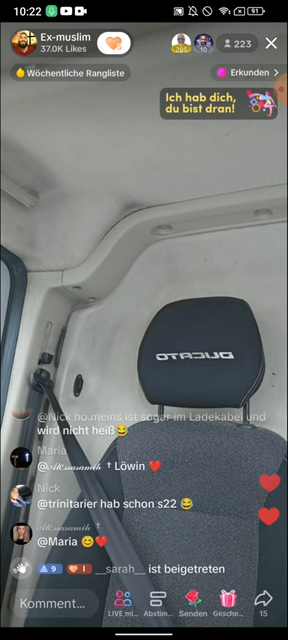 10:22
91
Ex-muslim
37.0K Likes
205
10
223
Wöchentliche Rangliste
Erkunden >
Ich hab dich,
du bist dran!
DUCATO
@Nick no.meins ist sogar im Ladekabel und
wird nicht heiß😂
Maria
@𝒜𝓀𝓈𝓈𝒶𝓈𝒶𝓂𝒾𝒽 † Löwin ❤️
Nick
@trinitarier hab schon s22 😂
@Maria 😊❤️
9
1
__sarah__ ist beigetreten
Komment...
LIVE mi...
Abstim...
Senden
Gesche...
15